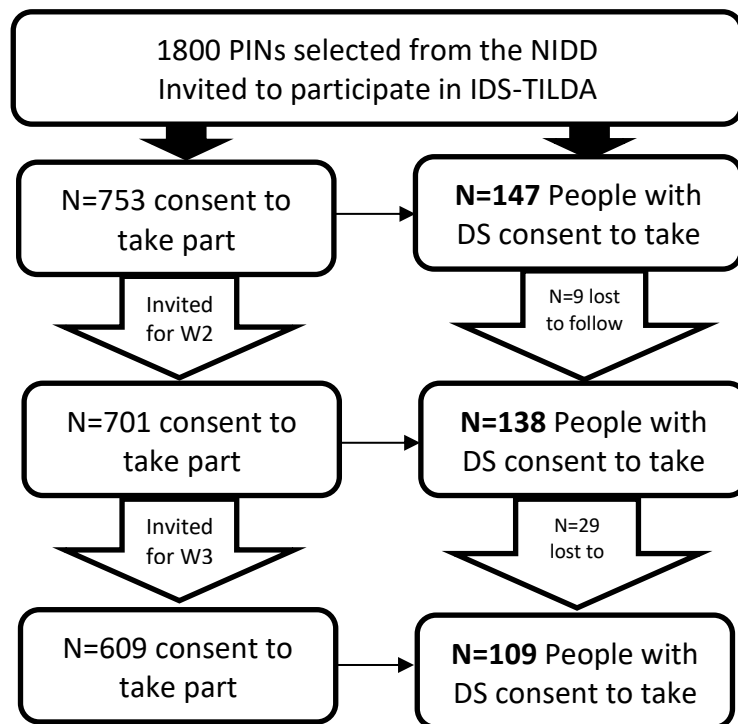 1800 PINs selected from the NIDD
Invited to participate in IDS-TILDA
N=753 consent to
take part
N=147 People with
DS consent to take
Invited
for W2
N=9 lost
to follow
N=701 consent to
take part
N=138 People with
DS consent to take
Invited
for W3
N=29
lost to
N=609 consent to
take part
N=109 People with
DS consent to take